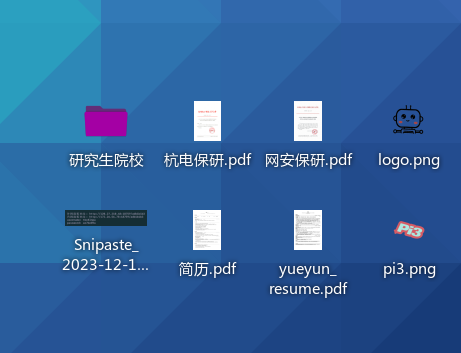 研究生院校
杭电保研.pdf
网安保研.pdf
logo.png
Snipaste_
2023-12-1...
简历.pdf
yueyun_
resume.pdf
pi3.png
Pi3